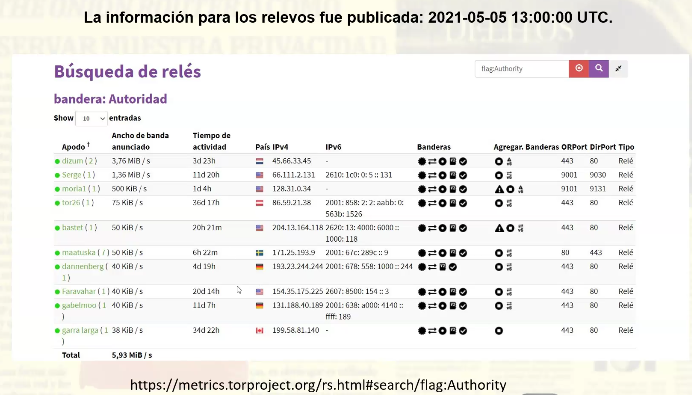 La información para los relevos fue publicada: 2021-05-05 13:00:00 UTC.
Búsqueda de relés
flag:Authority
bandera: Autoridad
Show 10 entradas
Apodo † Ancho de banda anunciado Tiempo de actividad País IPv4 IPv6 Banderas Agregar. Banderas ORPort DirPort Tipo
dizum ( 2 ) 3,76 MiB / s 3d 23h 45.66.33.45 - 443 80 Relé
Serge ( 1 ) 1,36 MiB / s 11d 20h 66.111.2.131 2610: 1c0: 0: 5 :: 131 9001 9030 Relé
moria1 ( 1 ) 500 KiB / s 1d 4h 128.31.0.34 - 9101 9131 Relé
tor26 ( 1 ) 75 KiB / s 36d 17h 86.59.21.38 2001: 858: 2: 2: aabb: 0: 563b: 1526 443 80 Relé
bastet ( 1 ) 50 KiB / s 20h 21m 204.13.164.118 2620: 13: 4000: 6000 :: 1000: 118 443 80 Relé
maatuska ( 7 ) 50 KiB / s 6h 22m 171.25.193.9 2001: 67c: 289c :: 9 80 443 Relé
dannenberg ( 1 ) 40 KiB / s 4d 19h 193.23.244.244 2001: 678: 558: 1000 :: 244 443 80 Relé
Faravahar ( 1 ) 40 KiB / s 20d 14h 154.35.175.225 2607: 8500: 154 :: 3 443 80 Relé
gabelmoo ( 1 ) 40 KiB / s 11d 7h 131.188.40.189 2001: 638: a000: 4140 :: ffff: 189 443 80 Relé
garra larga ( 1 ) 38 KiB / s 34d 22h 199.58.81.140 - 443 80 Relé
Total 5,93 MiB / s
https://metrics.torproject.org/rs.html#search/flag:Authority